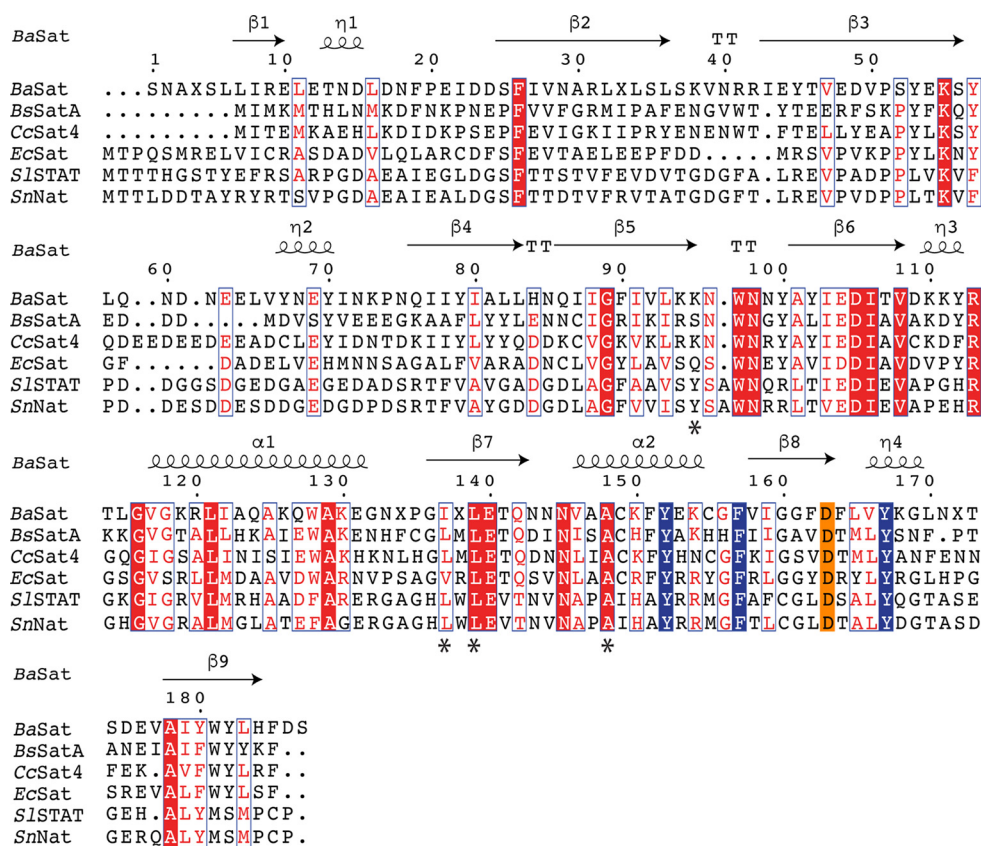 β1 η1 β2 β3
BaSat TT
1 10 20 30 40 50
BaSat ...SNAXSLLIRELETNDLDNFPEIDDSFIVNARLXLSLSKVNRRIEYTVEDVPSYEKSY
BsSatA .........MIMKMTHLNMKDFNKPNEPFVVFGRMIPAFENGVWT.YTEERFSKPYFKQY
CcSat4 .........MITEMKAEHLKDIDKPSEPFEVIGKIIPRYENENWT.FTELLYEAPYLKSY
EcSat MTPQSMRELVICRASDADVLQLARCDFSFEVTAELEEPFDD.....MRSVPVKPPYLKNY
SlSTAT MTTTHGSTYEFRSARPGDAEAIEGLDGSFTTSTVFEVDVTGDGFA.LREVPADPPLVKVF
SnNat MTTLDDTAYRYRTSVPGDAEAIEALDGSFTTDTVFRVTATGDGFT.LREVPVDPPLTKVF
η2 β4 β5 β6 η3
BaSat TT TT
60 70 80 90 100 110
BaSat LQ..ND.NEELVYNEYINKPNQIIYIALLHNQIIGFIVLKKN.WNNYAYIEDITVDKKYR
BsSatA ED..DD.....MDVSYVEEEGKAAFLYYLENNCIGRIKIRSN.WNGYALIEDIAVAKDYR
CcSat4 QDEEDEEDEEADCLEYIDNTDKIIYLYYQDDKCVGKVKLRKN.WNRYAYIEDIAVCKDFR
EcSat GF......DADELVEHMNNSAGALFVARADNCLVGYVSVSQS.WNEYAVIDDIAVDVPYR
SlSTAT PD..DGGSDGEDGAEGEDADSRTFVAVGADGDLAGFAAVSYSAWNQRLTIEDIEVAPGHR
SnNat PD..DESDDESDDGEDGDPDSRTFVAYGDDGDLAGFVVISYSAWNRRLTVEDIEVAPEHR
*
α1 β7 α2 β8 η4
BaSat
120 130 140 150 160 170
BaSat TLGVGKRLIAQAKQWAKEGNXPGIXLETQNNNVAACKFYEKCGFVIGGFDFLVYKGLNXT
BsSatA KKGVGTALLHKAIEWAKENHFCGLMLETQDINISACHFYAKHHFIIGAVDTMLYSNF.PT
CcSat4 GQGIGSALINISIEWAKHKNLHGLMLETQDNNLIACKFYHNCGFKIGSVDTMLYANFENN
EcSat GSGVSRLLMDAAVDWARNVPSAGVRLETQSVNLAACRFYRRYGFRLGGYDRYLYRGLHPG
SlSTAT GKGIGRVLMRHAADFARERGAGHLWLEVTNVNAPAIHAYRRMGFAFCGLDSALYQGTASE
SnNat GHGVGRALMGLATEFAGERGAGHLWLEVTNVNAPAIHAYRRMGFTLCGLDTALYDGTASD
* * *
β9
BaSat
180
BaSat SDEVAIYWYLHFDS
BsSatA ANEIAIFWYYKF..
CcSat4 FEK.AVFWYLRF..
EcSat SREVALFWYLSF..
SlSTAT GEH.ALYMSMPCP.
SnNat GERQALYMSMPCP.